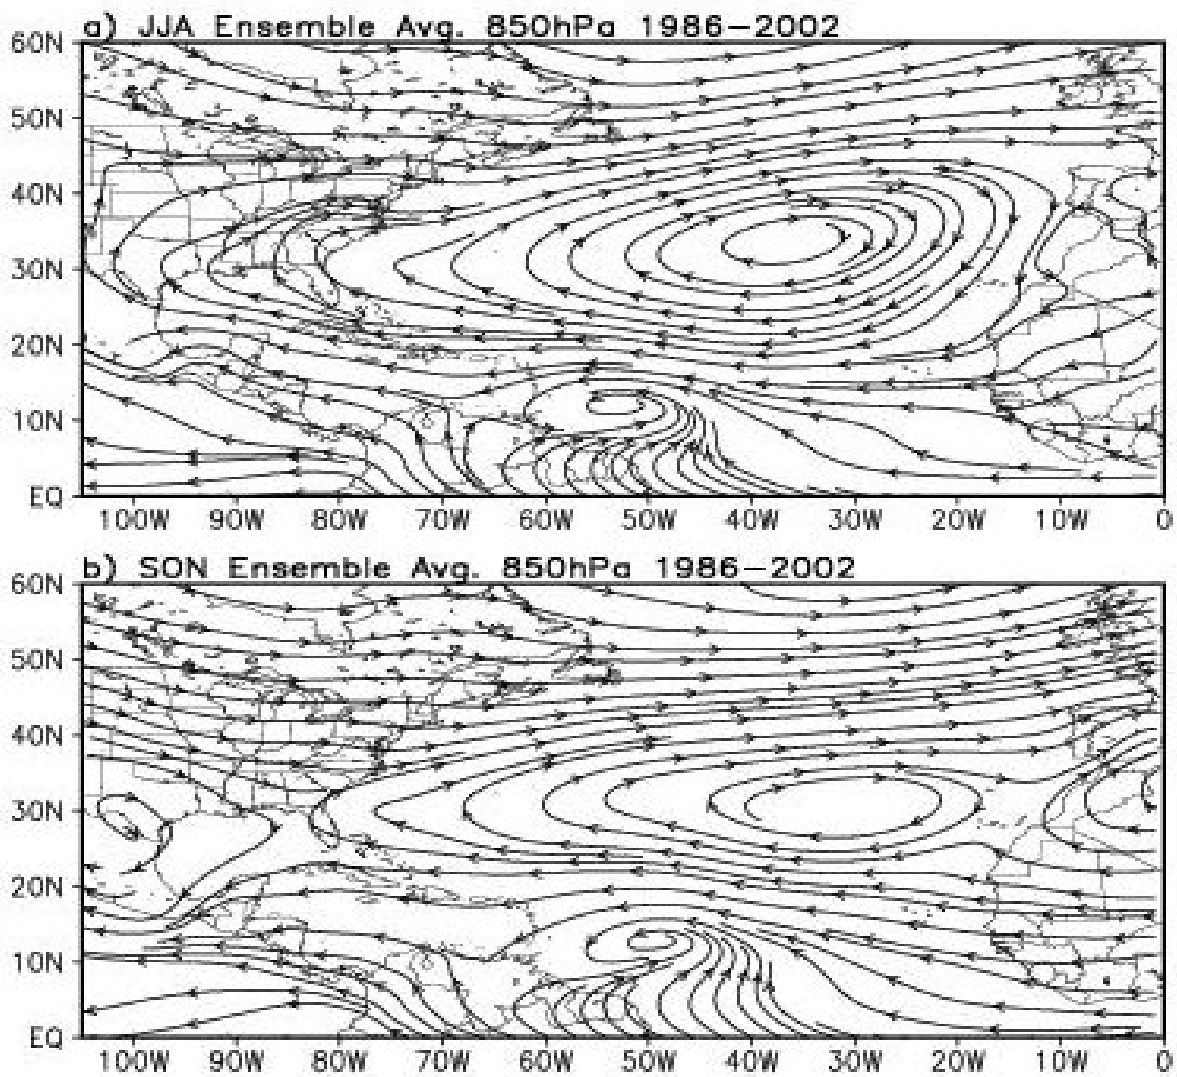 a) JJA Ensemble Avg. 850hPa 1986-2002
60N
50N
40N
30N
20N
10N
EQ
100W 90W 80W 70W 60W 50W 40W 30W 20W 10W 0
b) SON Ensemble Avg. 850hPa 1986-2002
60N
50N
40N
30N
20N
10N
EQ
100W 90W 80W 70W 60W 50W 40W 30W 20W 10W 0